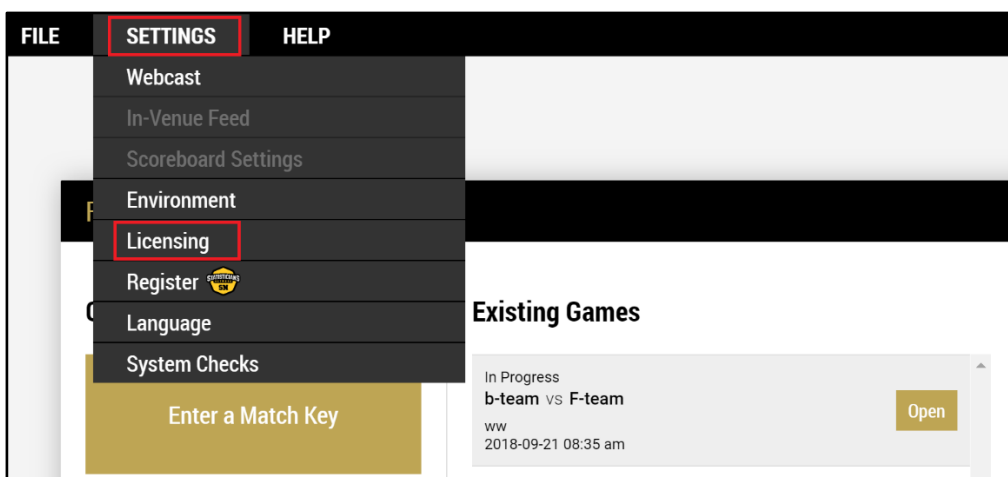 FILE SETTINGS HELP
Webcast
In-Venue Feed
Scoreboard Settings
Environment
Licensing
Register
Language
System Checks
Enter a Match Key
Existing Games
In Progress
b-team vs F-team
ww
2018-09-21 08:35 am
Open